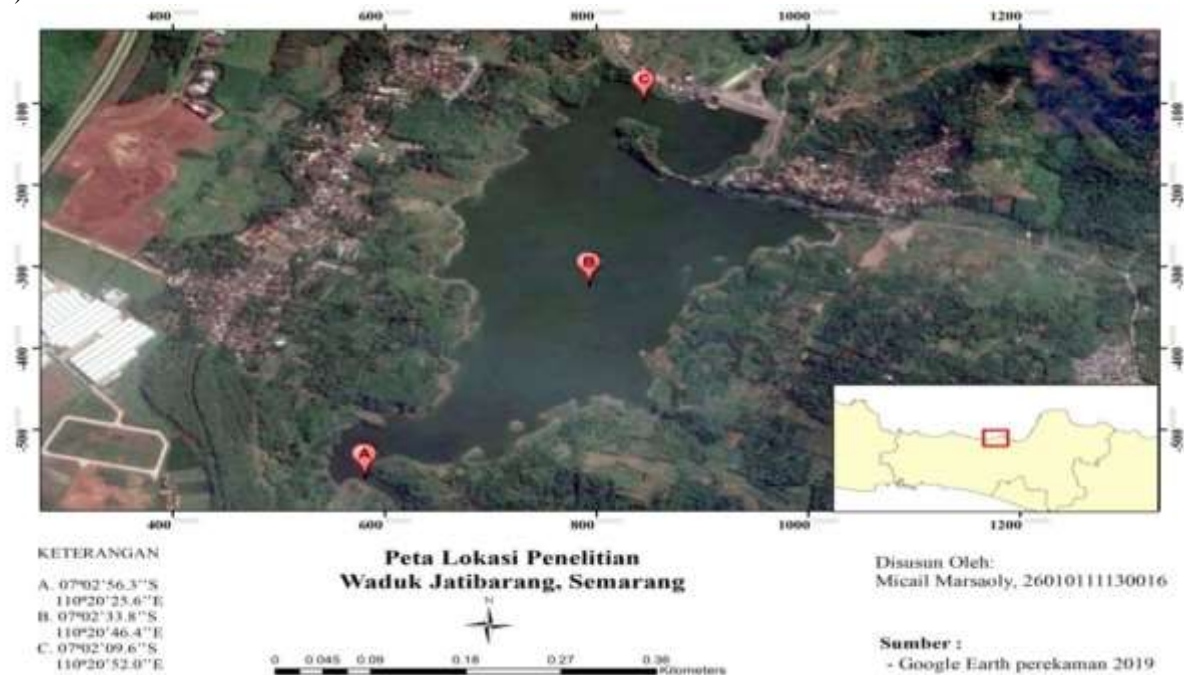 )
400 600 800 1000 1200
-100 -100
-200 -200
-300 -300
-400 -400
-500 -500
C
B
A
400 600 800 1000 1200
KETERANGAN
A. 07°02'56.3"S
110°20'25.6"E
B. 07°02'33.8"S
110°20'46.4"E
C. 07°02'09.6"S
110°20'52.0"E
Peta Lokasi Penelitian
Waduk Jatibarang, Semarang
N
0 0.045 0.09 0.18 0.27 0.36
Kilometers
Disusun Oleh:
Micail Marsaoly, 26010111130016
Sumber :
- Google Earth perekaman 2019